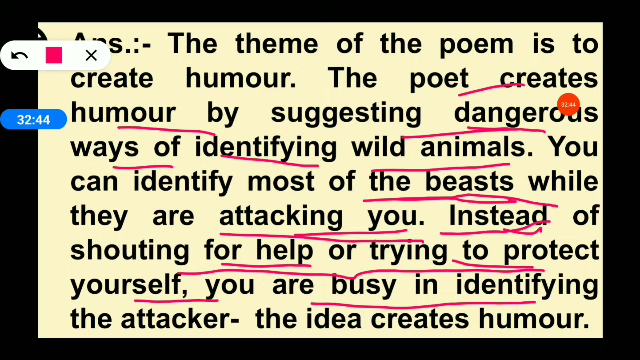 Ans.:- The theme of the poem is to
create humour. The poet creates
humour by suggesting dangerous
ways of identifying wild animals. You
can identify most of the beasts while
they are attacking you. Instead of
shouting for help or trying to protect
yourself, you are busy in identifying
the attacker- the idea creates humour.
32:44
32:44